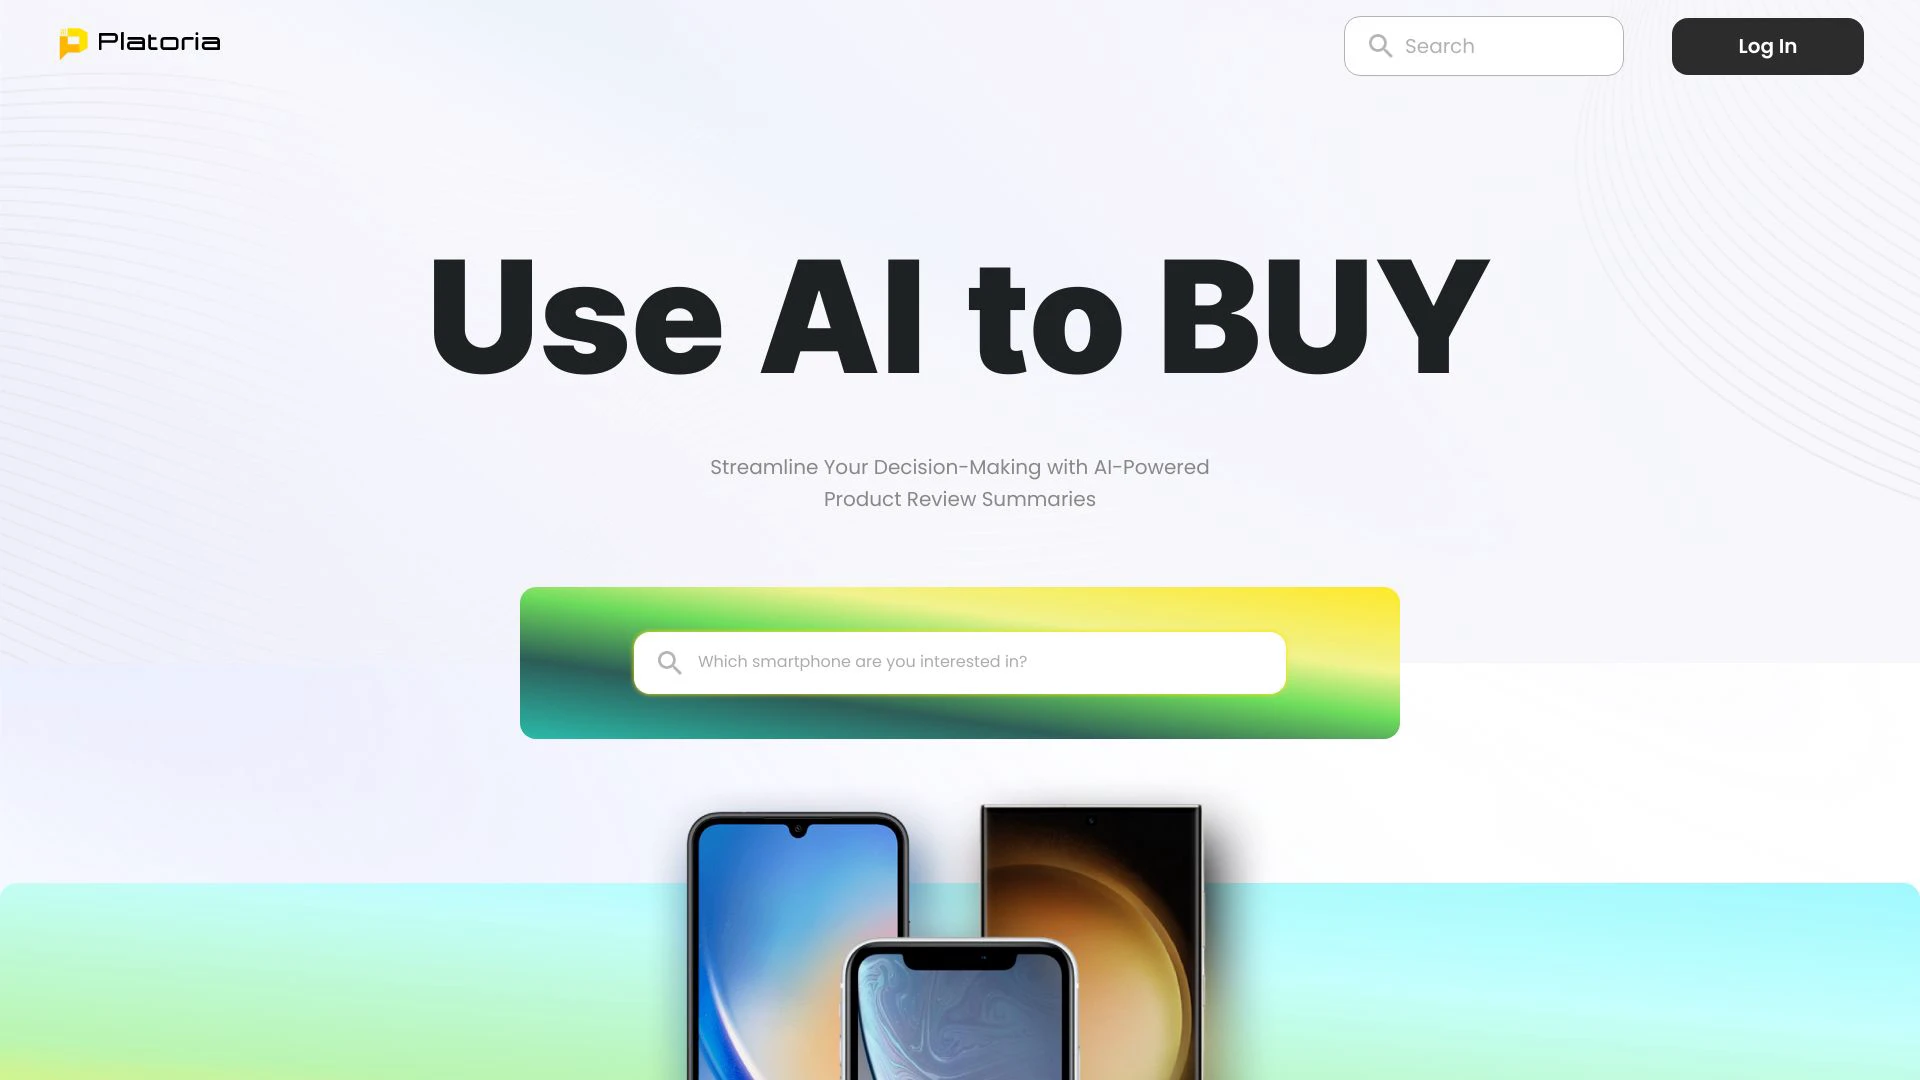 Platoria
Search
Log In
Use AI to BUY
Streamline Your Decision-Making with AI-Powered
Product Review Summaries
Which smartphone are you interested in?